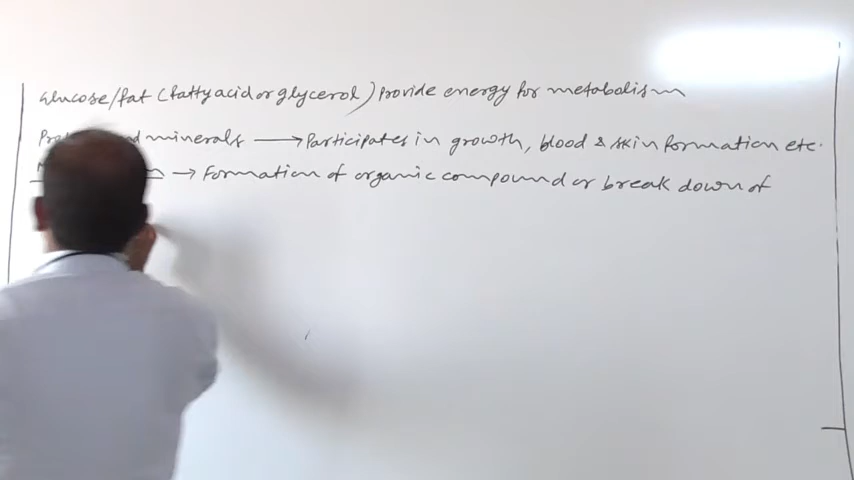 Glucose/fat (fatty acid or glycerol) Provide energy for metabolism
minerals → Participates in growth, blood & skin formation etc.
→ Formation of organic compound or break down of